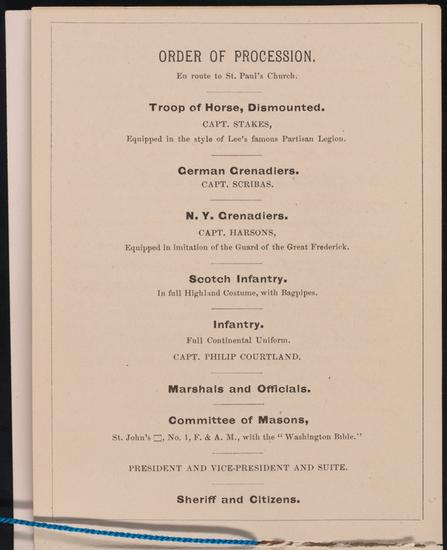 ORDER OF PROCESSION.
En route to St. Paul's Church.
Troop of Horse, Dismounted.
CAPT. STAKES,
Equipped in the style of Lee's famous Partisan Legion.
German Grenadiers.
CAPT. SCRIBAS.
N. Y. Grenadiers.
CAPT. HARSONS,
Equipped in imitation of the Guard of the Great Frederick.
Scotch Infantry.
In full Highland Costume, with Bagpipes.
Infantry.
Full Continental Uniform.
CAPT. PHILIP COURTLAND.
Marshals and Officials.
Committee of Masons,
St. John's □, No. 1, F. & A. M., with the "Washington Bible."
PRESIDENT AND VICE-PRESIDENT AND SUITE.
Sheriff and Citizens.